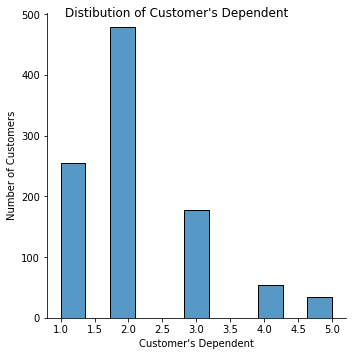 Distibution of Customer's Dependent
500
400
300
200
100
0
Number of Customers
1.0 1.5 2.0 2.5 3.0 3.5 4.0 4.5 5.0
Customer's Dependent